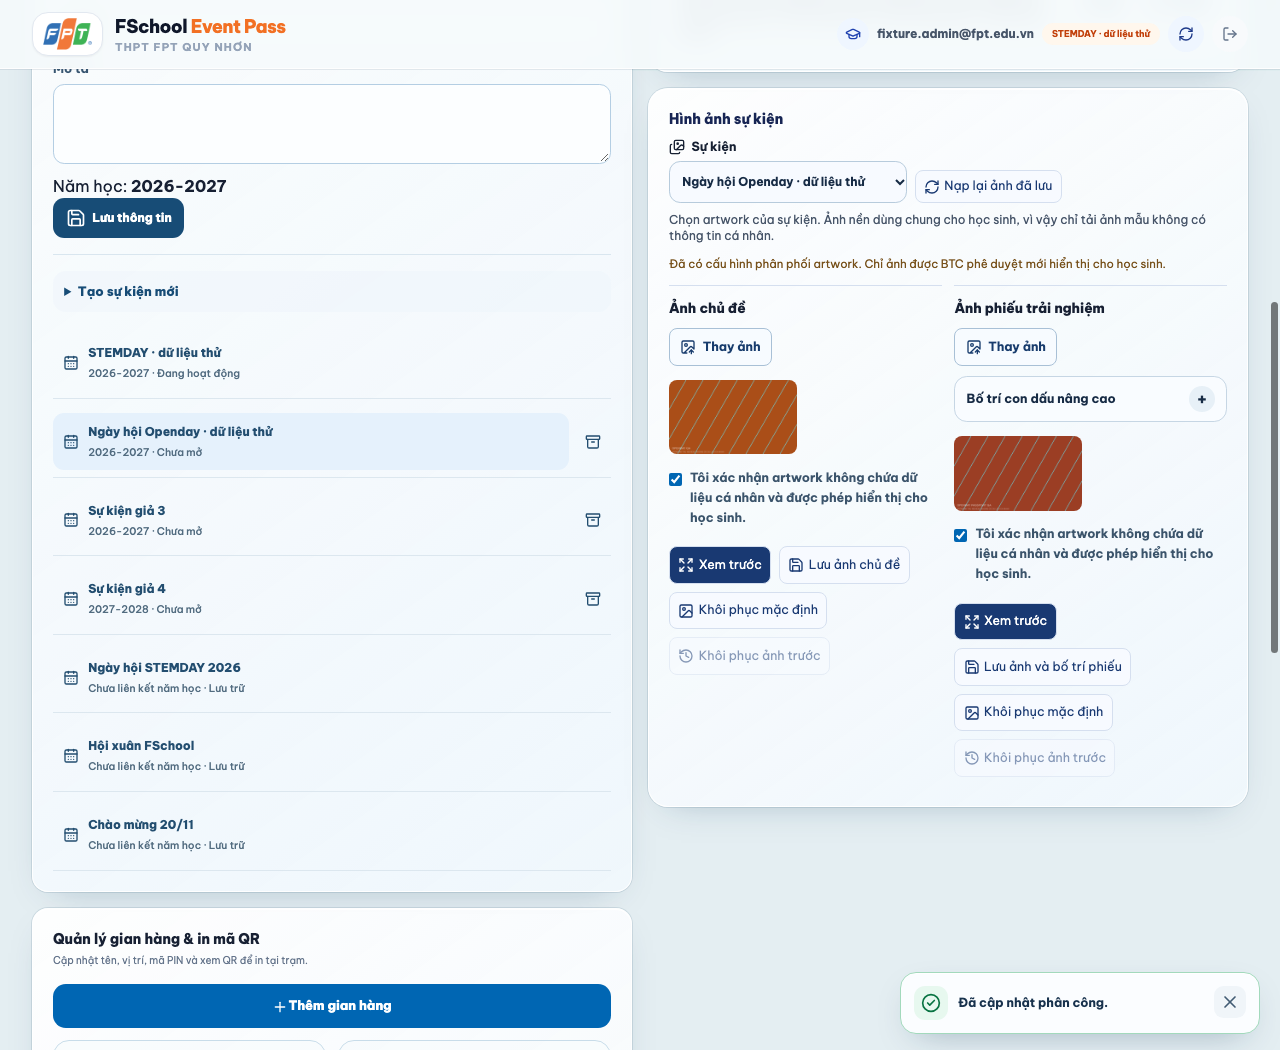 FPT
FSchool Event Pass
THPT FPT QUY NHƠN
fixture.admin@fpt.edu.vn
STEMDAY · dữ liệu thử
Mô tả
Năm học: 2026-2027
Lưu thông tin
Tạo sự kiện mới
STEMDAY · dữ liệu thử
2026-2027 · Đang hoạt động
Ngày hội Openday · dữ liệu thử
2026-2027 · Chưa mở
Sự kiện giả 3
2026-2027 · Chưa mở
Sự kiện giả 4
2027-2028 · Chưa mở
Ngày hội STEMDAY 2026
Chưa liên kết năm học · Lưu trữ
Hội xuân FSchool
Chưa liên kết năm học · Lưu trữ
Chào mừng 20/11
Chưa liên kết năm học · Lưu trữ
Quản lý gian hàng & in mã QR
Cập nhật tên, vị trí, mã PIN và xem QR để in tại trạm.
Thêm gian hàng
Hình ảnh sự kiện
Sự kiện
Ngày hội Openday · dữ liệu thử
Nạp lại ảnh đã lưu
Chọn artwork của sự kiện. Ảnh nền dùng chung cho học sinh, vì vậy chỉ tải ảnh mẫu không có
thông tin cá nhân.
Đã có cấu hình phân phối artwork. Chỉ ảnh được BTC phê duyệt mới hiển thị cho học sinh.
Ảnh chủ đề
Thay ảnh
Tôi xác nhận artwork không chứa dữ
liệu cá nhân và được phép hiển thị cho
học sinh.
Xem trước
Lưu ảnh chủ đề
Khôi phục mặc định
Khôi phục ảnh trước
Ảnh phiếu trải nghiệm
Thay ảnh
Bố trí con dấu nâng cao
Tôi xác nhận artwork không chứa dữ
liệu cá nhân và được phép hiển thị cho
học sinh.
Xem trước
Lưu ảnh và bố trí phiếu
Khôi phục mặc định
Khôi phục ảnh trước
Đã cập nhật phân công.